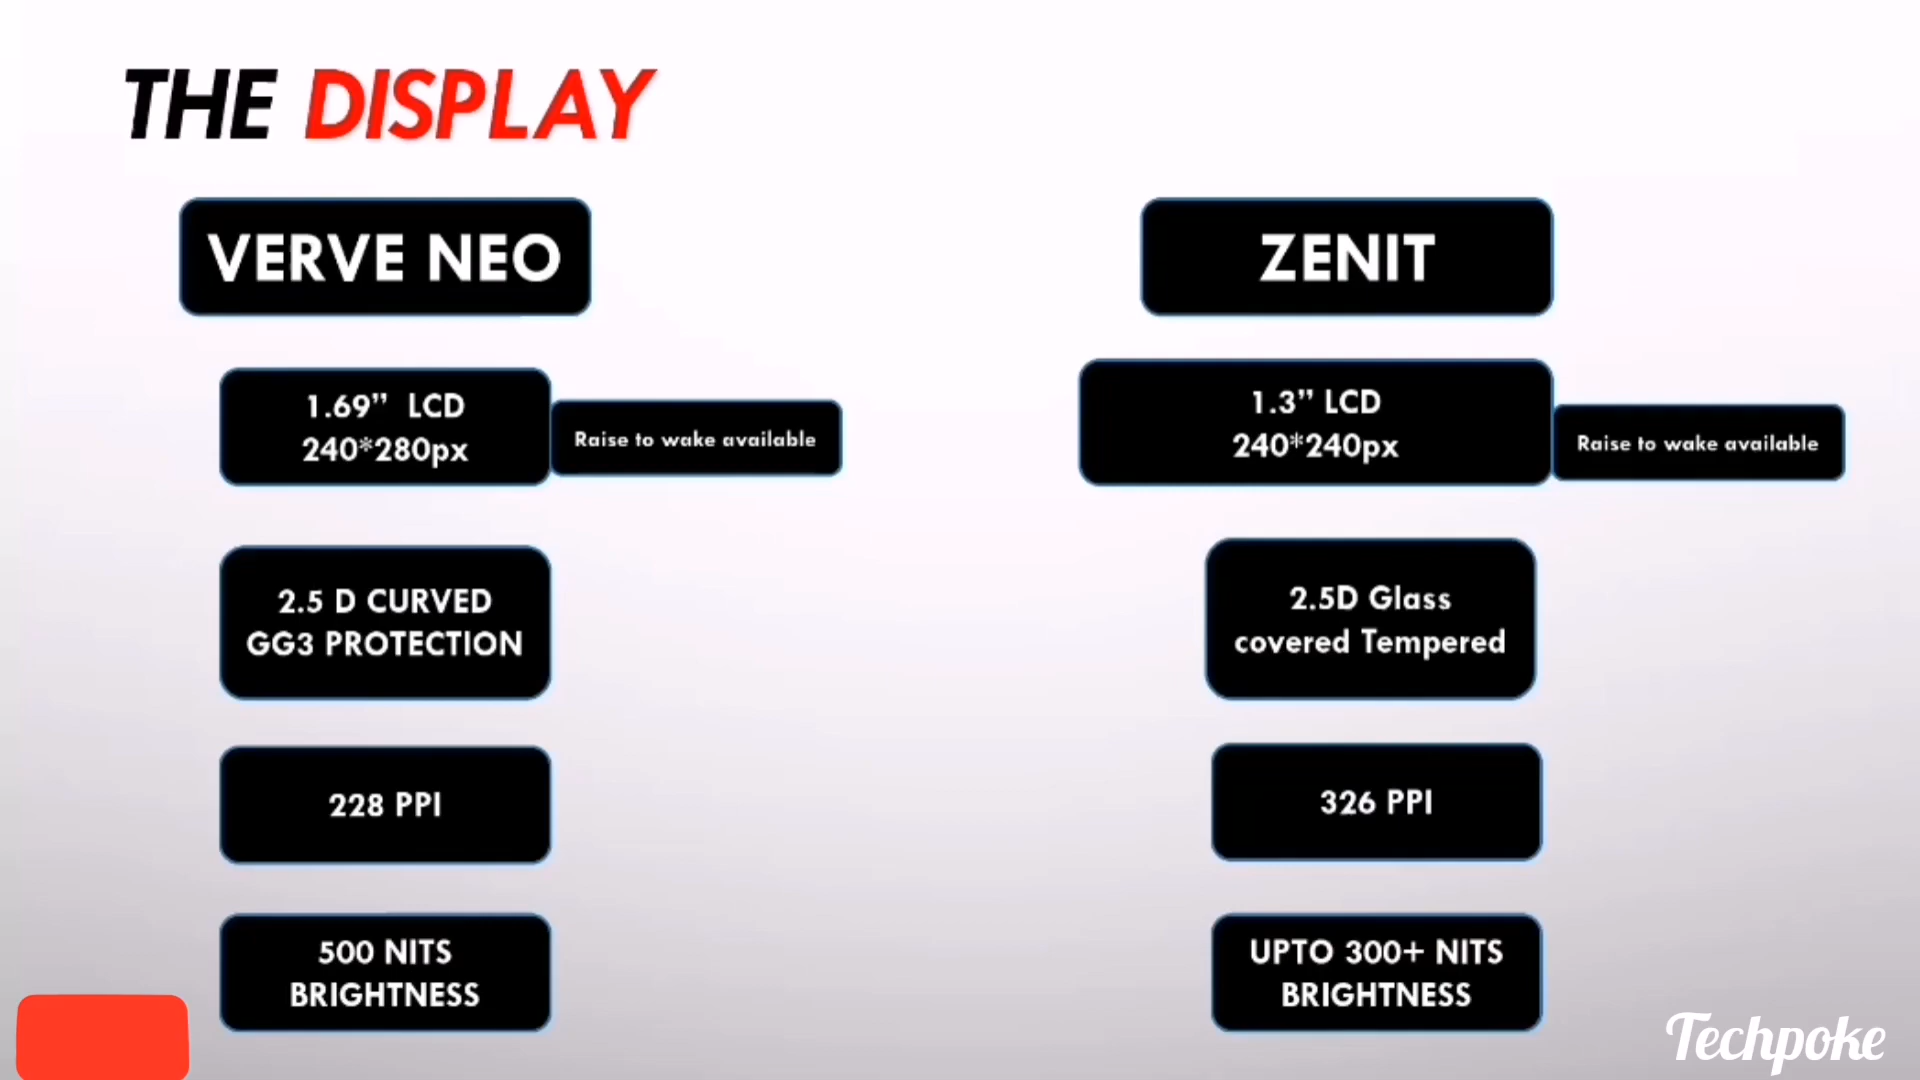 THE DISPLAY
VERVE NEO
1.69”  LCD
240*280px
Raise to wake available
2.5 D CURVED
GG3 PROTECTION
228 PPI
500 NITS
BRIGHTNESS
ZENIT
1.3” LCD
240*240px
Raise to wake available
2.5D Glass
covered Tempered
326 PPI
UPTO 300+ NITS
BRIGHTNESS
Techpoke